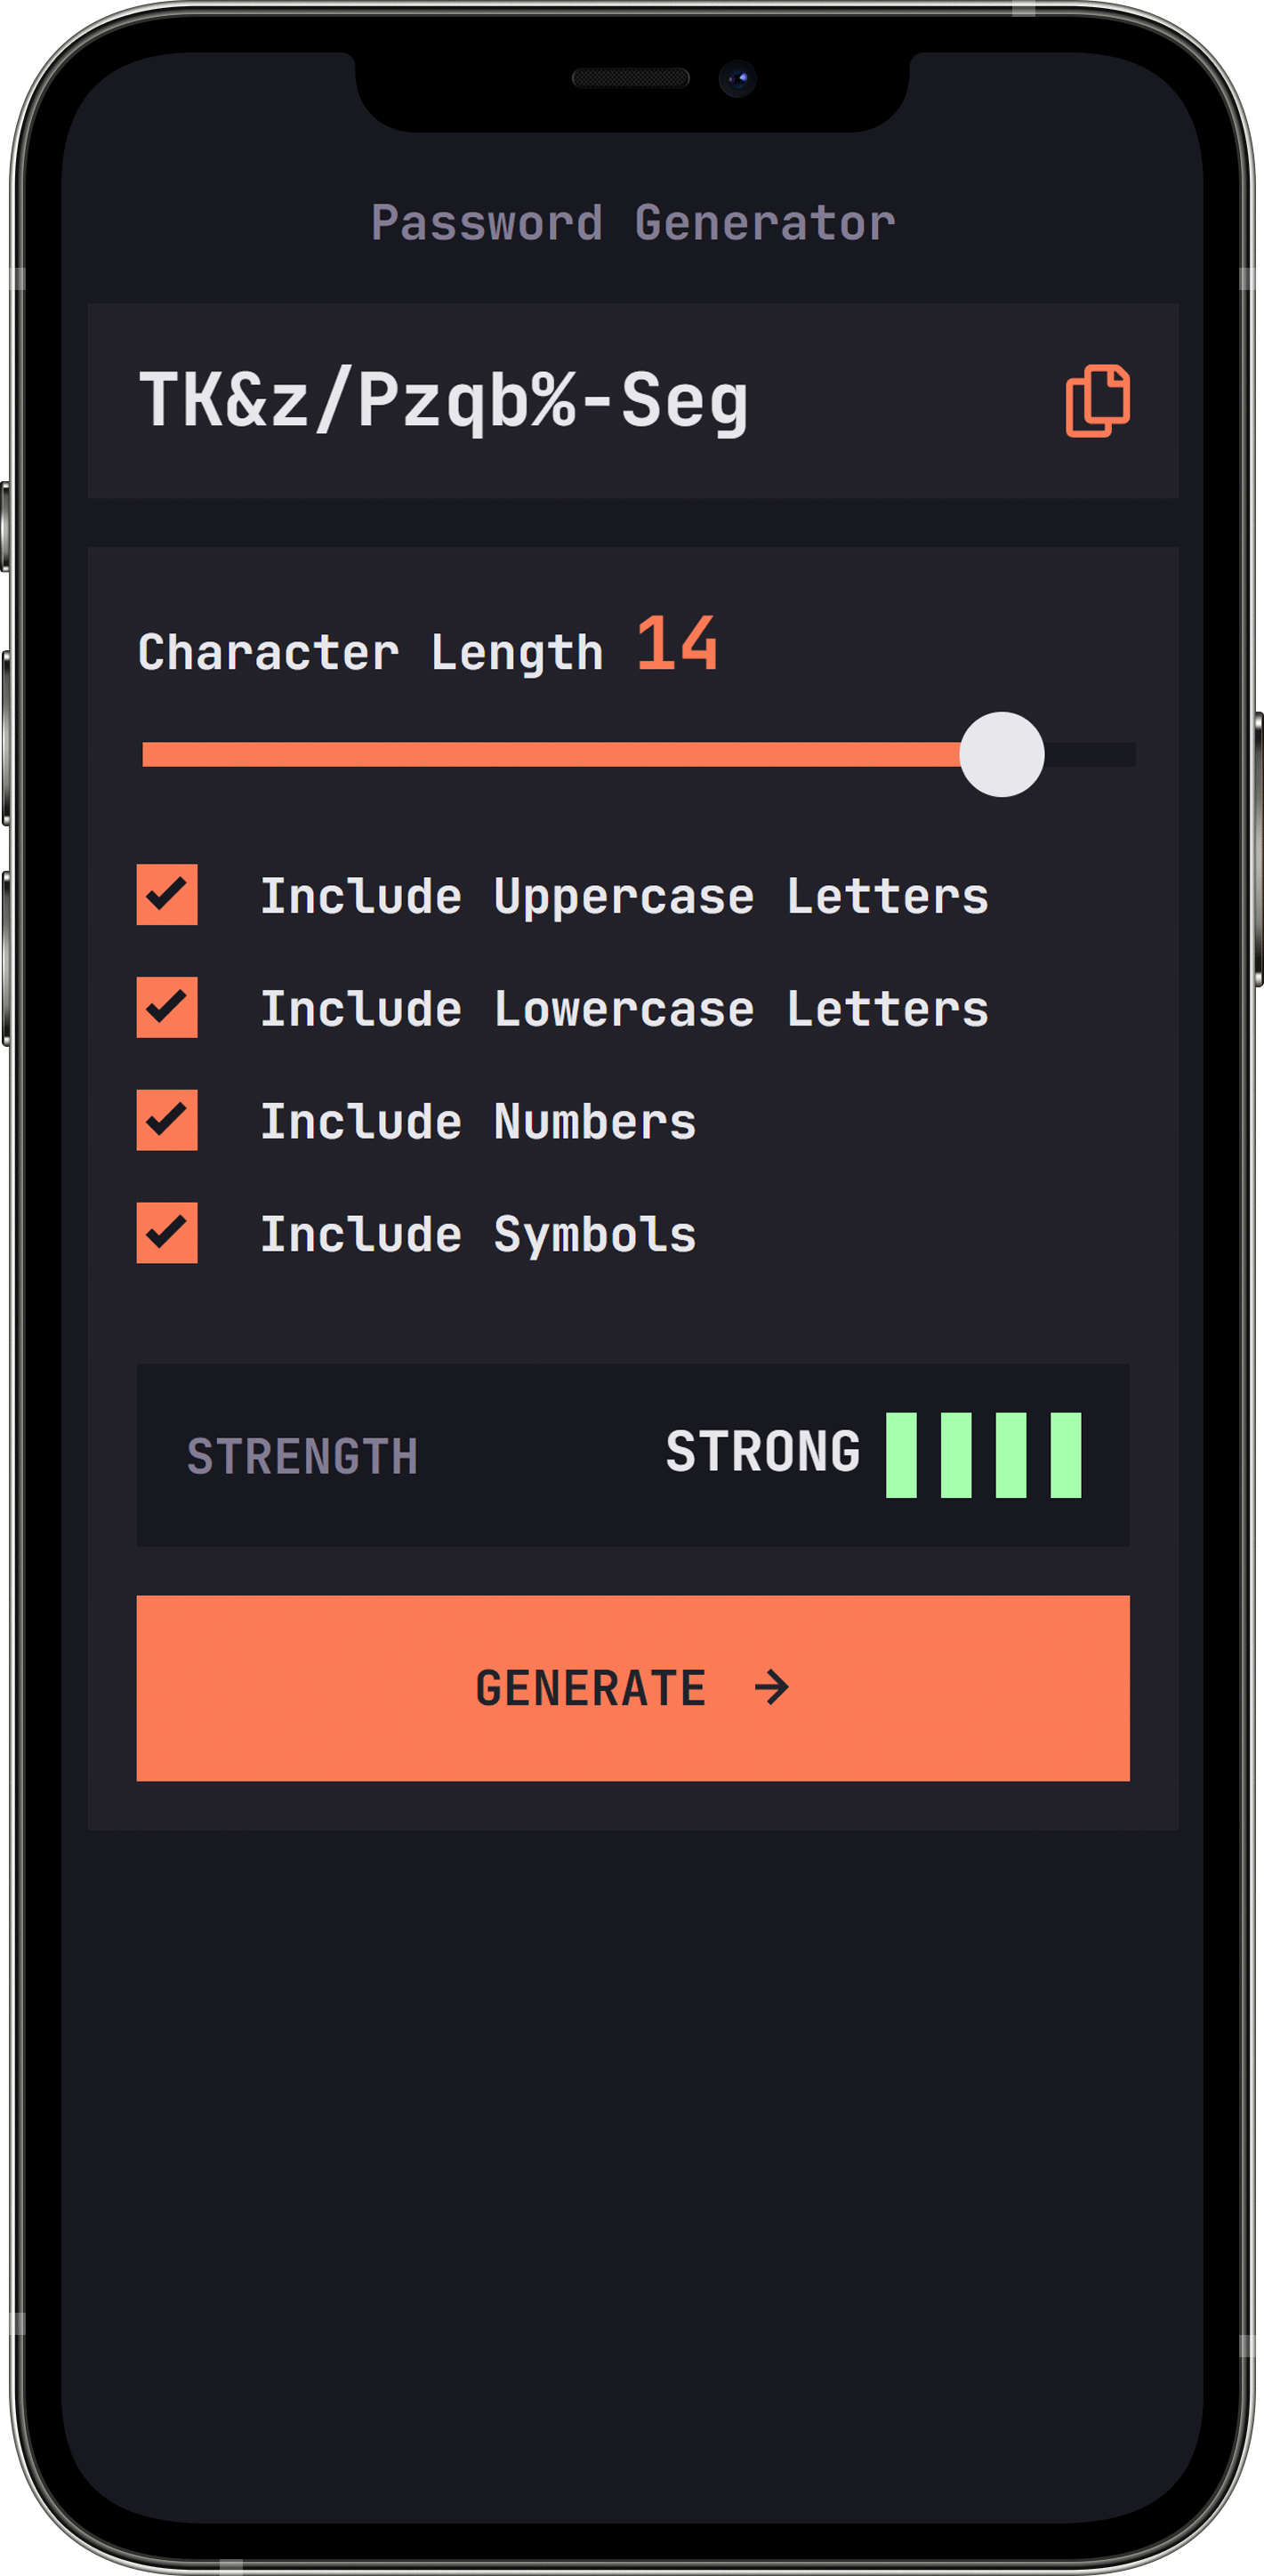 Password Generator
TK&z/Pzqb%-Seg
Character Length 14
Include Uppercase Letters
Include Lowercase Letters
Include Numbers
Include Symbols
STRENGTH STRONG
GENERATE →